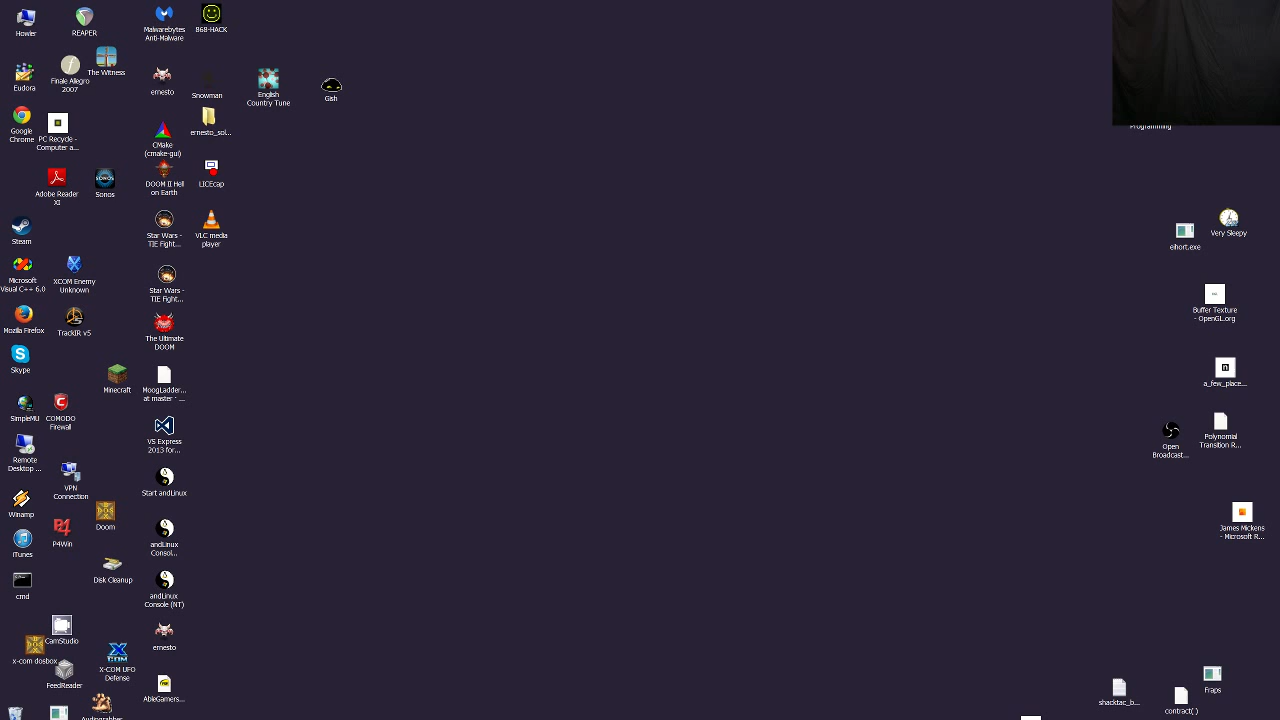 Howler
REAPER
Malwarebytes
Anti-Malware
868-HACK
Eudora
Finale Allegro
2007
The Witness
ernesto
Snowman
English
Country Tune
Gish
Google
Chrome
PC Recycle -
Computer a...
CMake
(cmake-gui)
ernesto_sol...
Programming
Adobe Reader
XI
Sonos
SONOS
DOOM II Hell
on Earth
LICEcap
Steam
Star Wars -
TIE Fight...
VLC media
player
eihort.exe
Very Sleepy
Microsoft
Visual C++ 6.0
XCOM Enemy
Unknown
Star Wars -
TIE Fight...
Mozilla Firefox
TrackIR v5
The Ultimate
DOOM
Buffer Texture
- OpenGL.org
Skype
Minecraft
MoogLadder...
at master · ...
a_few_place...
SimpleMU
COMODO
Firewall
VS Express
2013 for...
Open
Broadcast...
Polynomial
Transition R...
Remote
Desktop ...
VPN
Connection
Start andLinux
Winamp
P4Win
DOS
Doom
andLinux
Consol...
James Mickens
- Microsoft R...
iTunes
Disk Cleanup
andLinux
Console (NT)
cmd
CamStudio
ernesto
DOS
x-com dosbox
FeedReader
X-COM UFO
Defense
AbleGamers...
shacktac_b...
contract( )
Fraps
Audiograbber